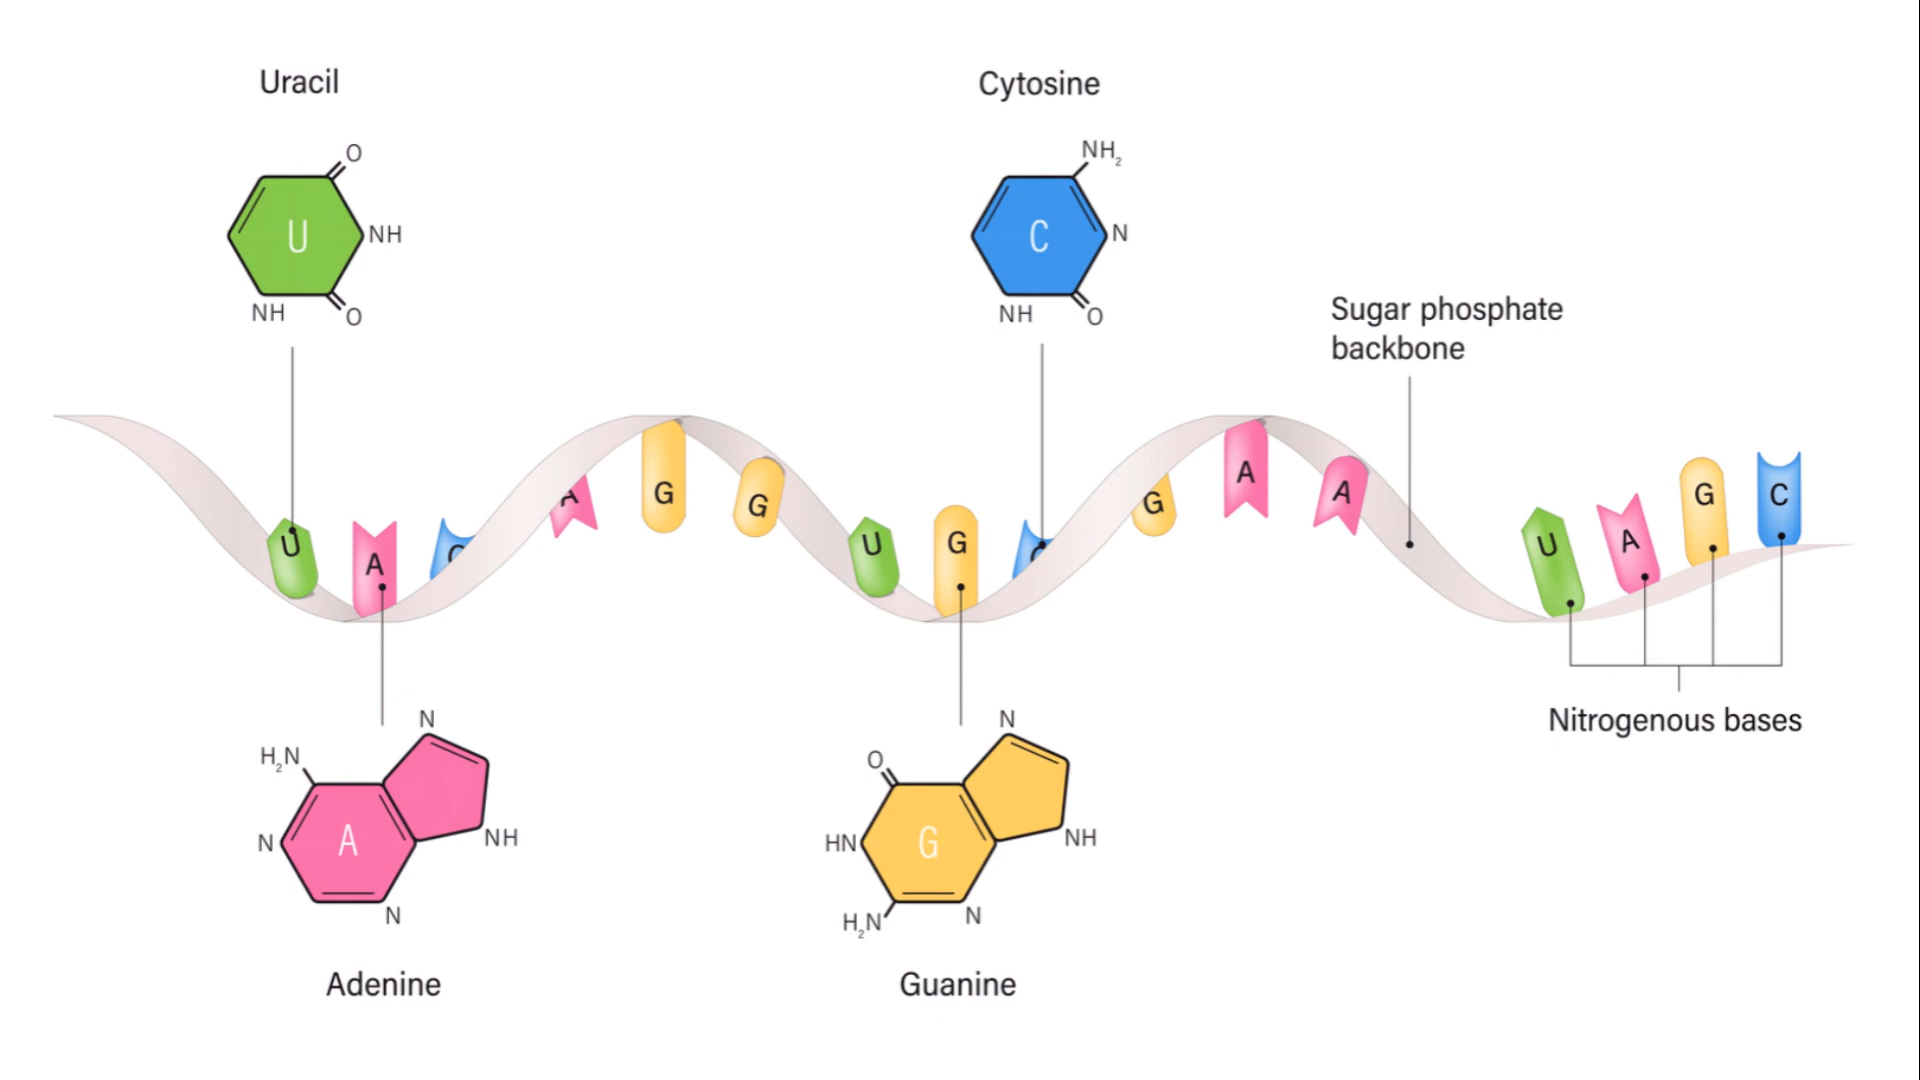 Uracil
Cytosine
O
NH₂
U
NH
C
N
NH
O
NH
O
Sugar phosphate
backbone
U
A
C
A
G
G
U
G
C
G
A
A
U
A
G
C
Nitrogenous bases
N
H₂N
A
N
NH
N
N
O
G
HN
NH
H₂N
N
Adenine
Guanine